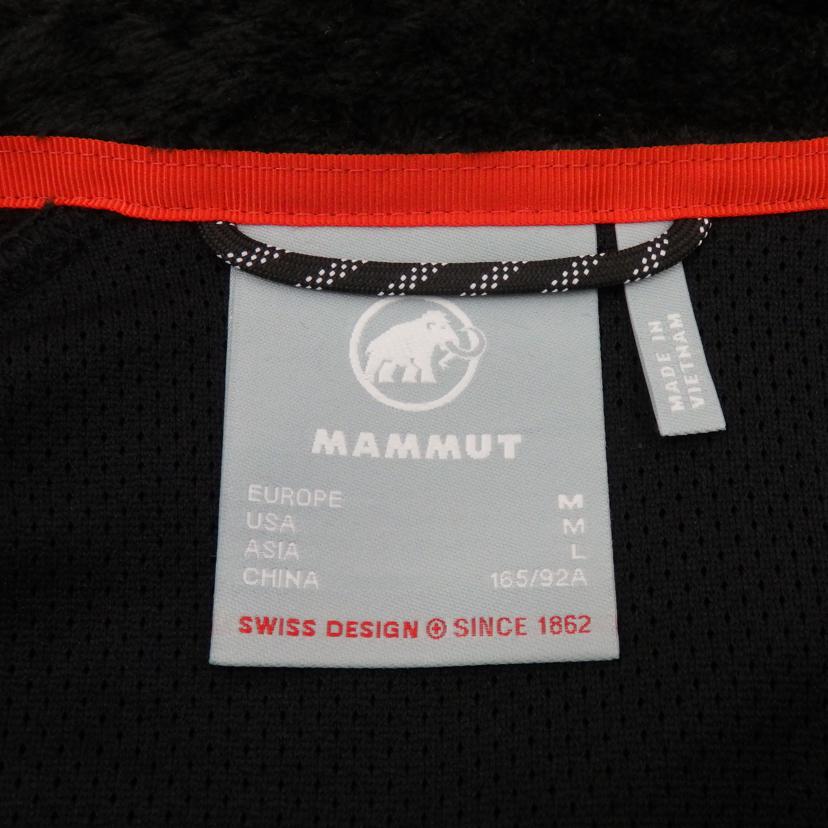 MAMMUT
EUROPE M
USA M
ASIA L
CHINA 165/92A
SWISS DESIGN SINCE 1862
MADE IN
VIETNAM